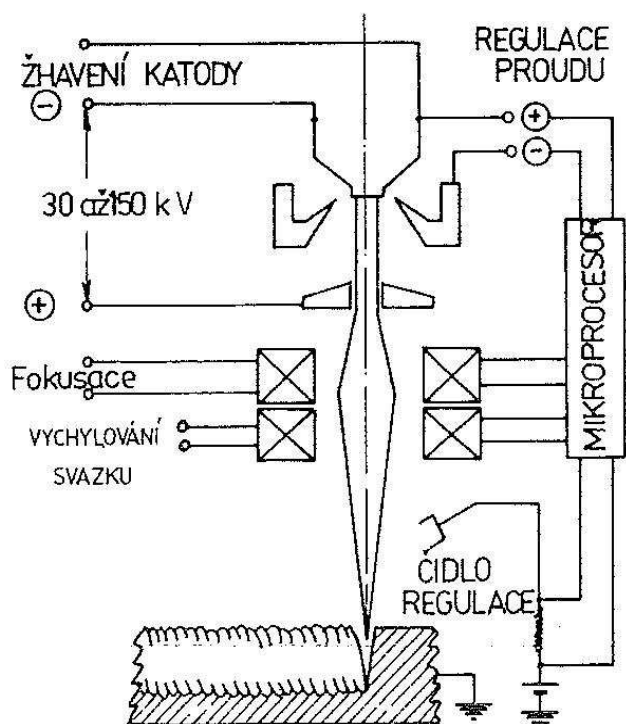 REGULACE
PROUDU
ŽHAVENÍ KATODY
−
+
−
30 až 150 kV
+
Fokusace
VYCHYLOVÁNÍ
SVAZKU
MIKROPROCESOR
ČIDLO
REGULACE